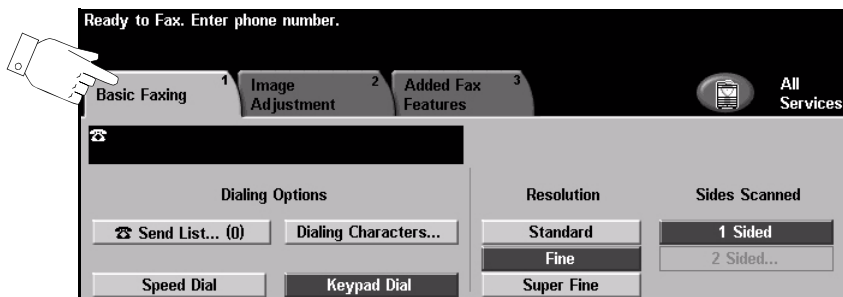 Ready to Fax. Enter phone number.
Basic Faxing 1
Image Adjustment 2
Added Fax Features 3
All Services
Dialing Options
Resolution
Sides Scanned
Send List... (0)
Dialing Characters...
Standard
1 Sided
Fine
2 Sided...
Speed Dial
Keypad Dial
Super Fine